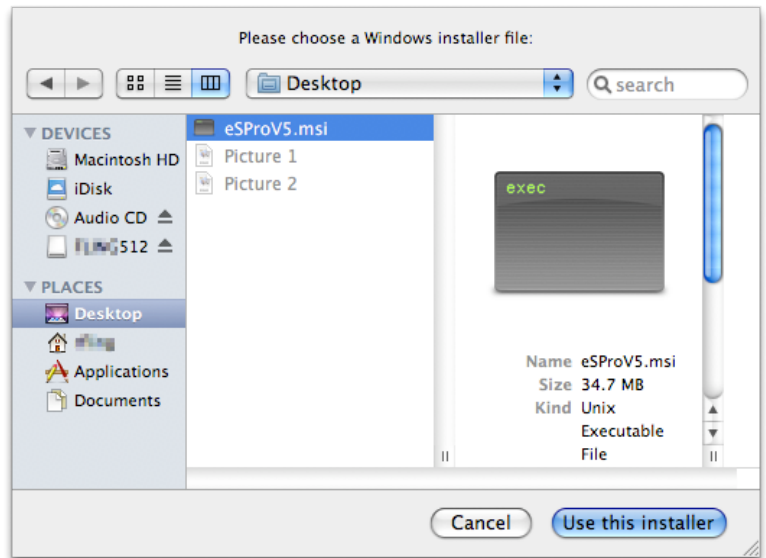 Please choose a Windows installer file:
Desktop
search
DEVICES
Macintosh HD
iDisk
Audio CD
512
PLACES
Desktop
Applications
Documents
eSProV5.msi
Picture 1
Picture 2
exec
Name eSProV5.msi
Size 34.7 MB
Kind Unix
Executable
File
Cancel
Use this installer